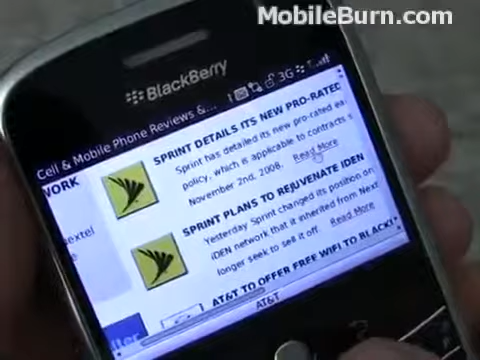 MobileBurn.com
BlackBerry
3G
Cell & Mobile Phone Reviews &...
WORK
SPRINT DETAILS ITS NEW PRO-RATED
Sprint has detailed its new pro-rated ea
policy, which is applicable to contracts s
November 2nd, 2008. Read More
extel
SPRINT PLANS TO REJUVENATE IDEN
Yesterday Sprint changed its position on
iDEN network that it inherited from Next
longer seek to sell it off. Read More
AT&T TO OFFER FREE WIFI TO BLACK
AT&T